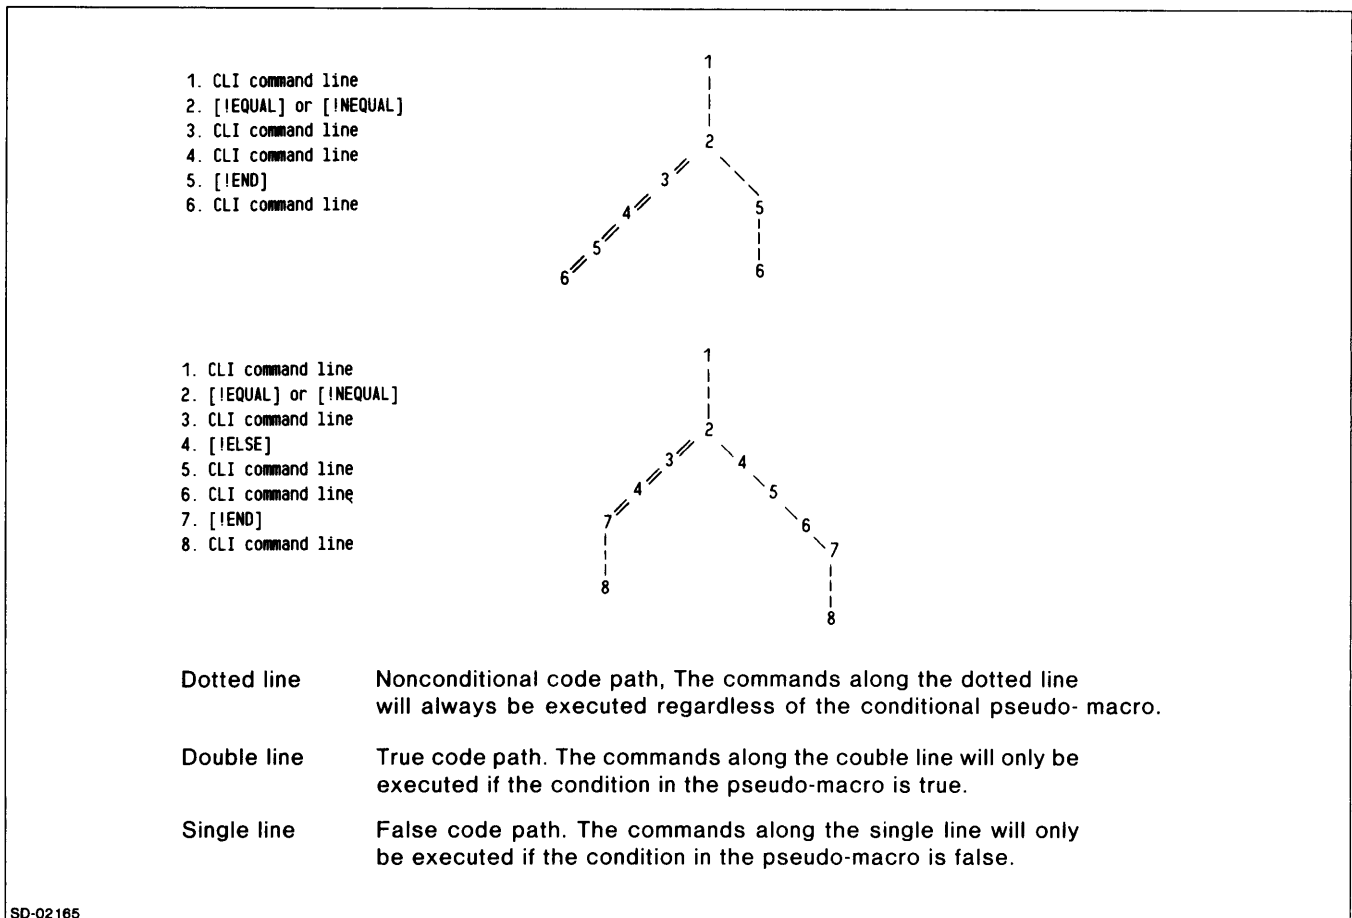 1. CLI command line
2. [!EQUAL] or [!NEQUAL]
3. CLI command line
4. CLI command line
5. [!END]
6. CLI command line
1
2
3
4
5
6
5
6
1. CLI command line
2. [!EQUAL] or [!NEQUAL]
3. CLI command line
4. [!ELSE]
5. CLI command line
6. CLI command line
7. [!END]
8. CLI command line
1
2
3
4
7
8
4
5
6
7
8
Dotted line Nonconditional code path, The commands along the dotted line
will always be executed regardless of the conditional pseudo- macro.
Double line True code path. The commands along the couble line will only be
executed if the condition in the pseudo-macro is true.
Single line False code path. The commands along the single line will only
be executed if the condition in the pseudo-macro is false.
SD-02165